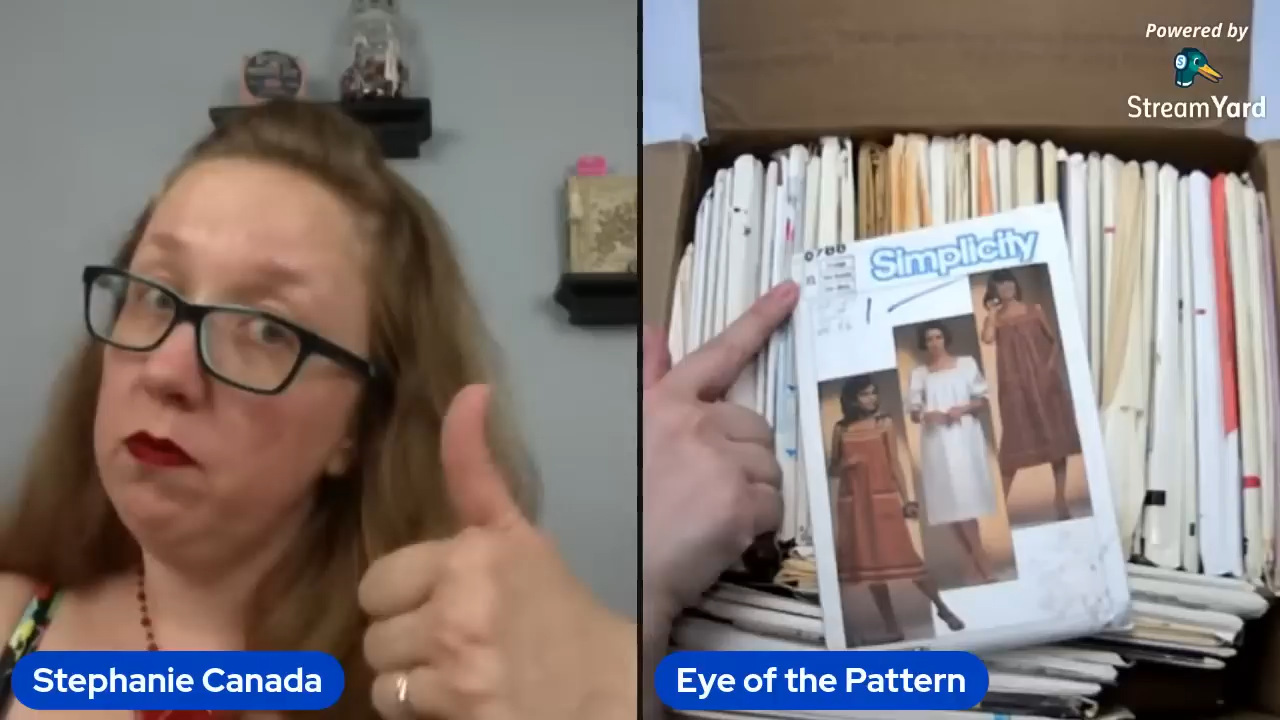 Powered by
StreamYard
Simplicity
Stephanie Canada
Eye of the Pattern